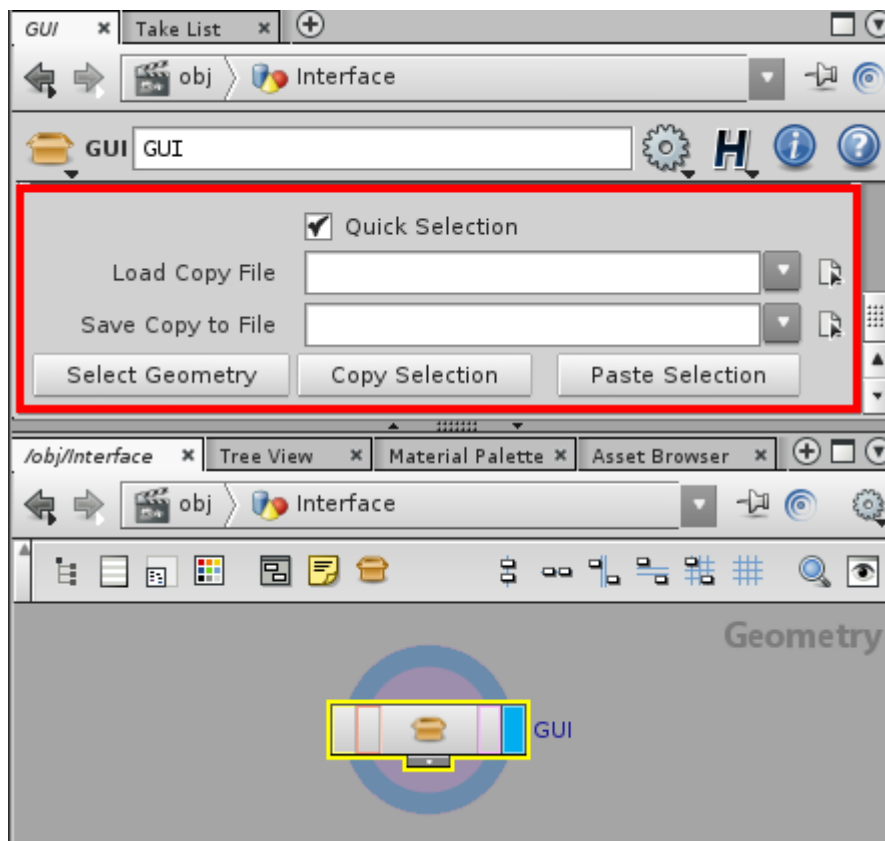 GUI Take List
obj Interface
GUI GUI
Quick Selection
Load Copy File
Save Copy to File
Select Geometry Copy Selection Paste Selection
/obj/Interface Tree View Material Palette Asset Browser
obj Interface
Geometry
GUI